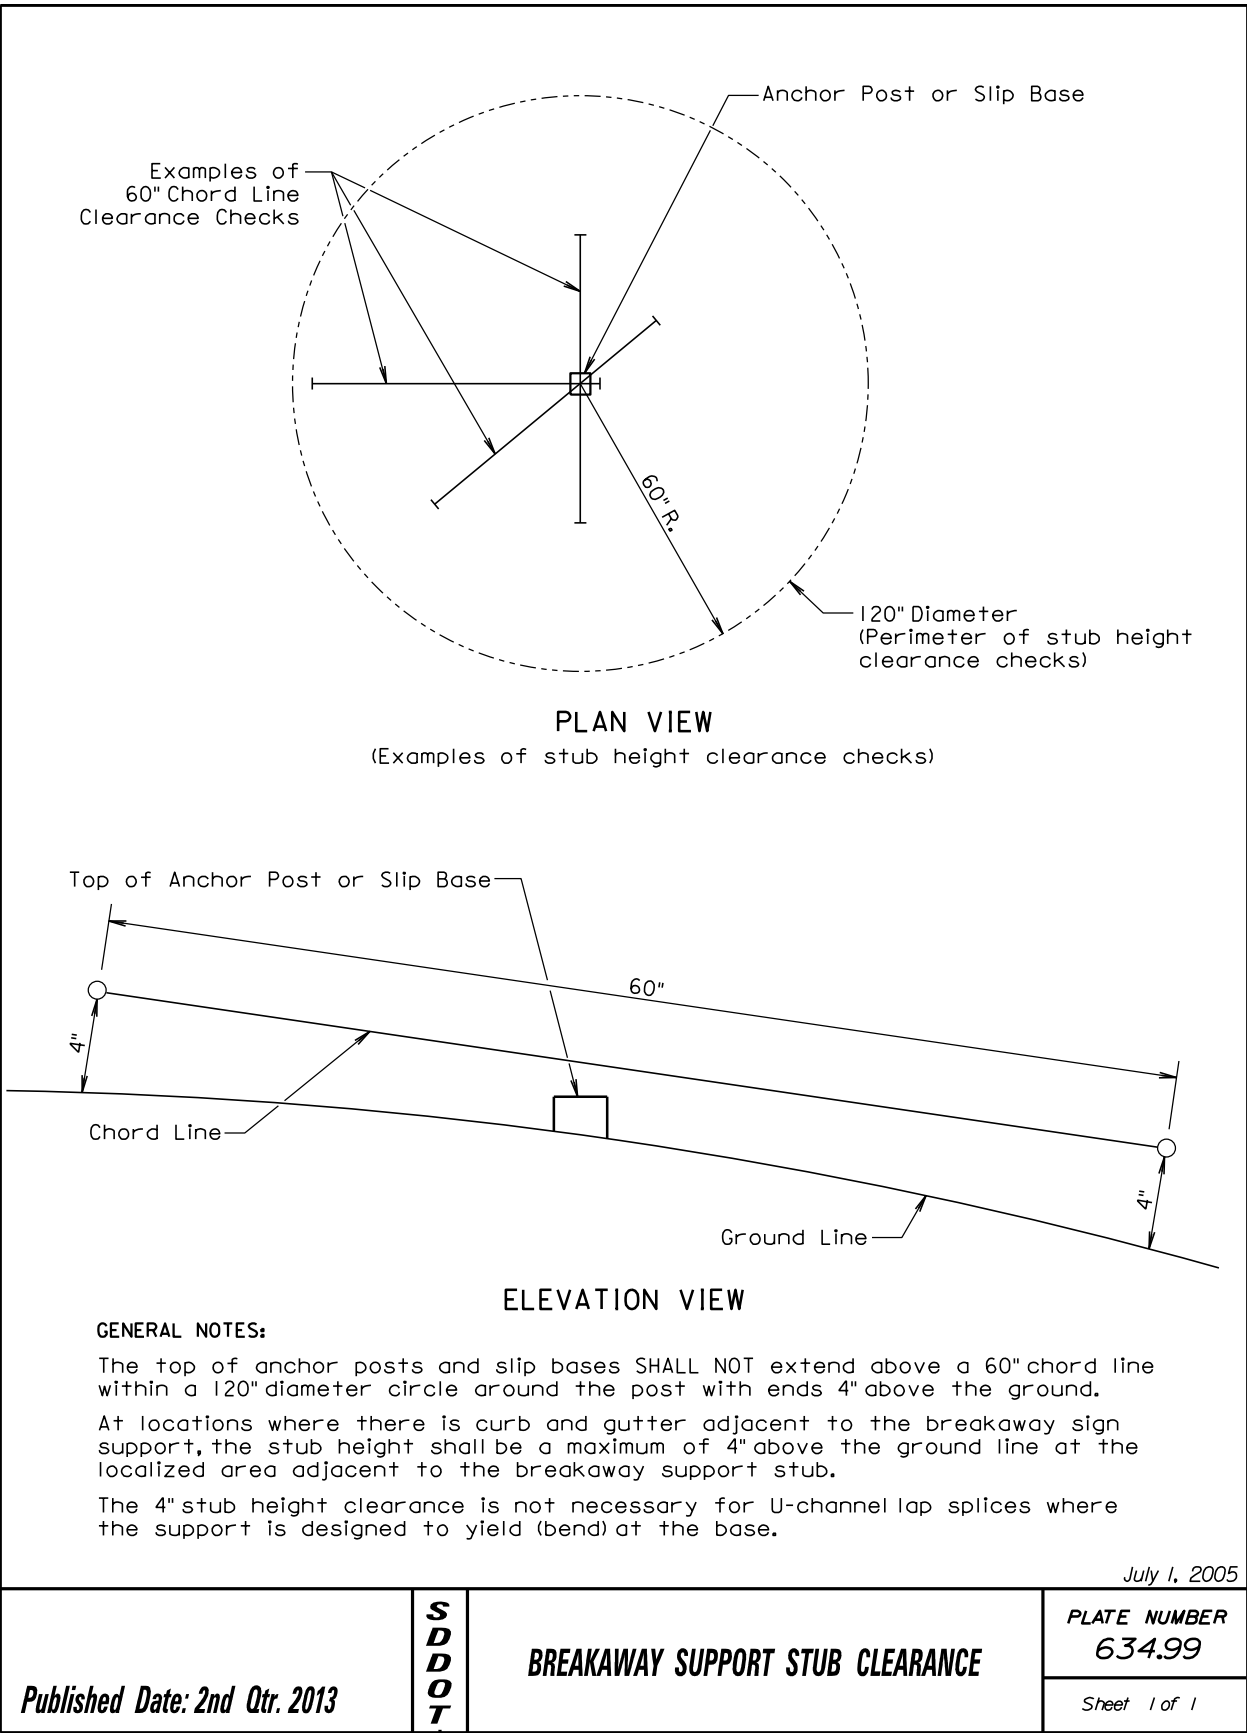 Anchor Post or Slip Base
Examples of
60" Chord Line
Clearance Checks
60" R.
120" Diameter
(Perimeter of stub height
clearance checks)
PLAN VIEW
(Examples of stub height clearance checks)
Top of Anchor Post or Slip Base
60"
4"
Chord Line
4"
Ground Line
ELEVATION VIEW
GENERAL NOTES:
The top of anchor posts and slip bases SHALL NOT extend above a 60" chord line
within a 120" diameter circle around the post with ends 4" above the ground.
At locations where there is curb and gutter adjacent to the breakaway sign
support, the stub height shall be a maximum of 4" above the ground line at the
localized area adjacent to the breakaway support stub.
The 4" stub height clearance is not necessary for U-channel lap splices where
the support is designed to yield (bend) at the base.
July 1, 2005
Published Date: 2nd Qtr. 2013
S
D
D
O
T
BREAKAWAY SUPPORT STUB CLEARANCE
PLATE NUMBER
634.99
Sheet 1 of 1